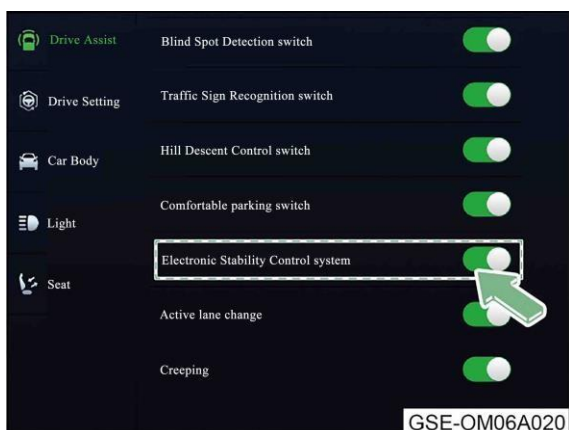 Drive Assist
Drive Setting
Car Body
Light
Seat
Blind Spot Detection switch
Traffic Sign Recognition switch
Hill Descent Control switch
Comfortable parking switch
Electronic Stability Control system
Active lane change
Creeping
GSE-OM06A020